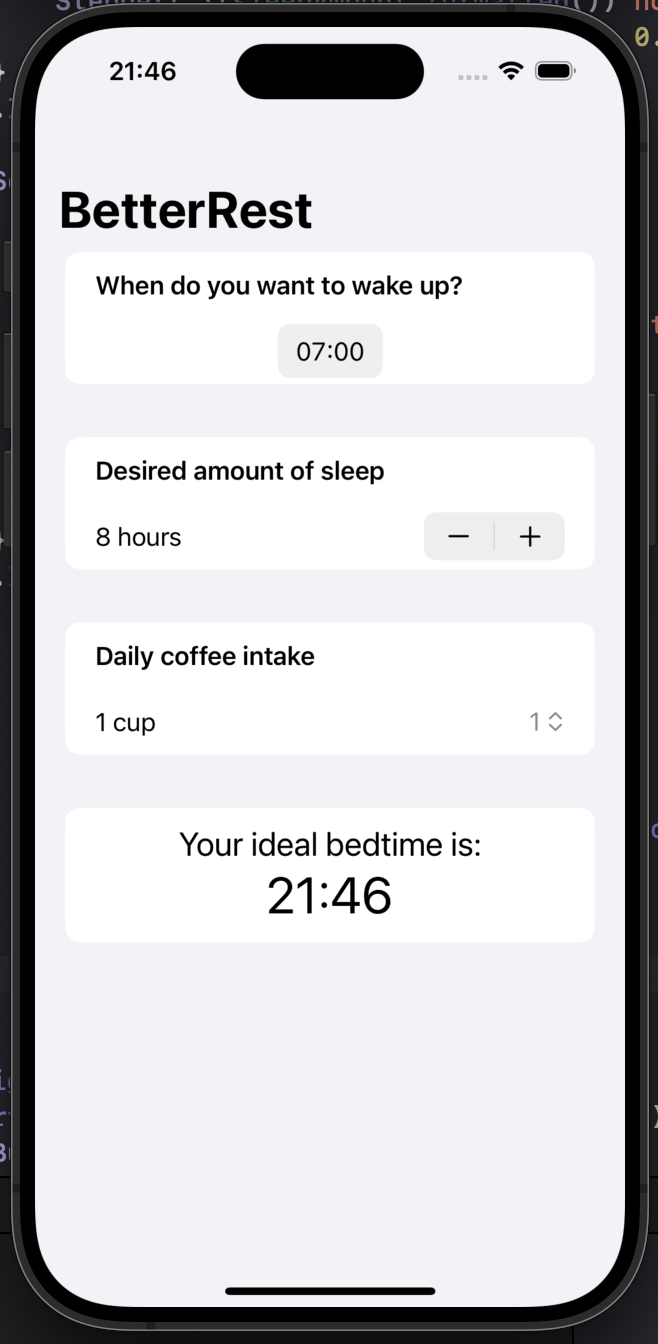 21:46
BetterRest
When do you want to wake up?
07:00
Desired amount of sleep
8 hours
− +
Daily coffee intake
1 cup 1
Your ideal bedtime is:
21:46